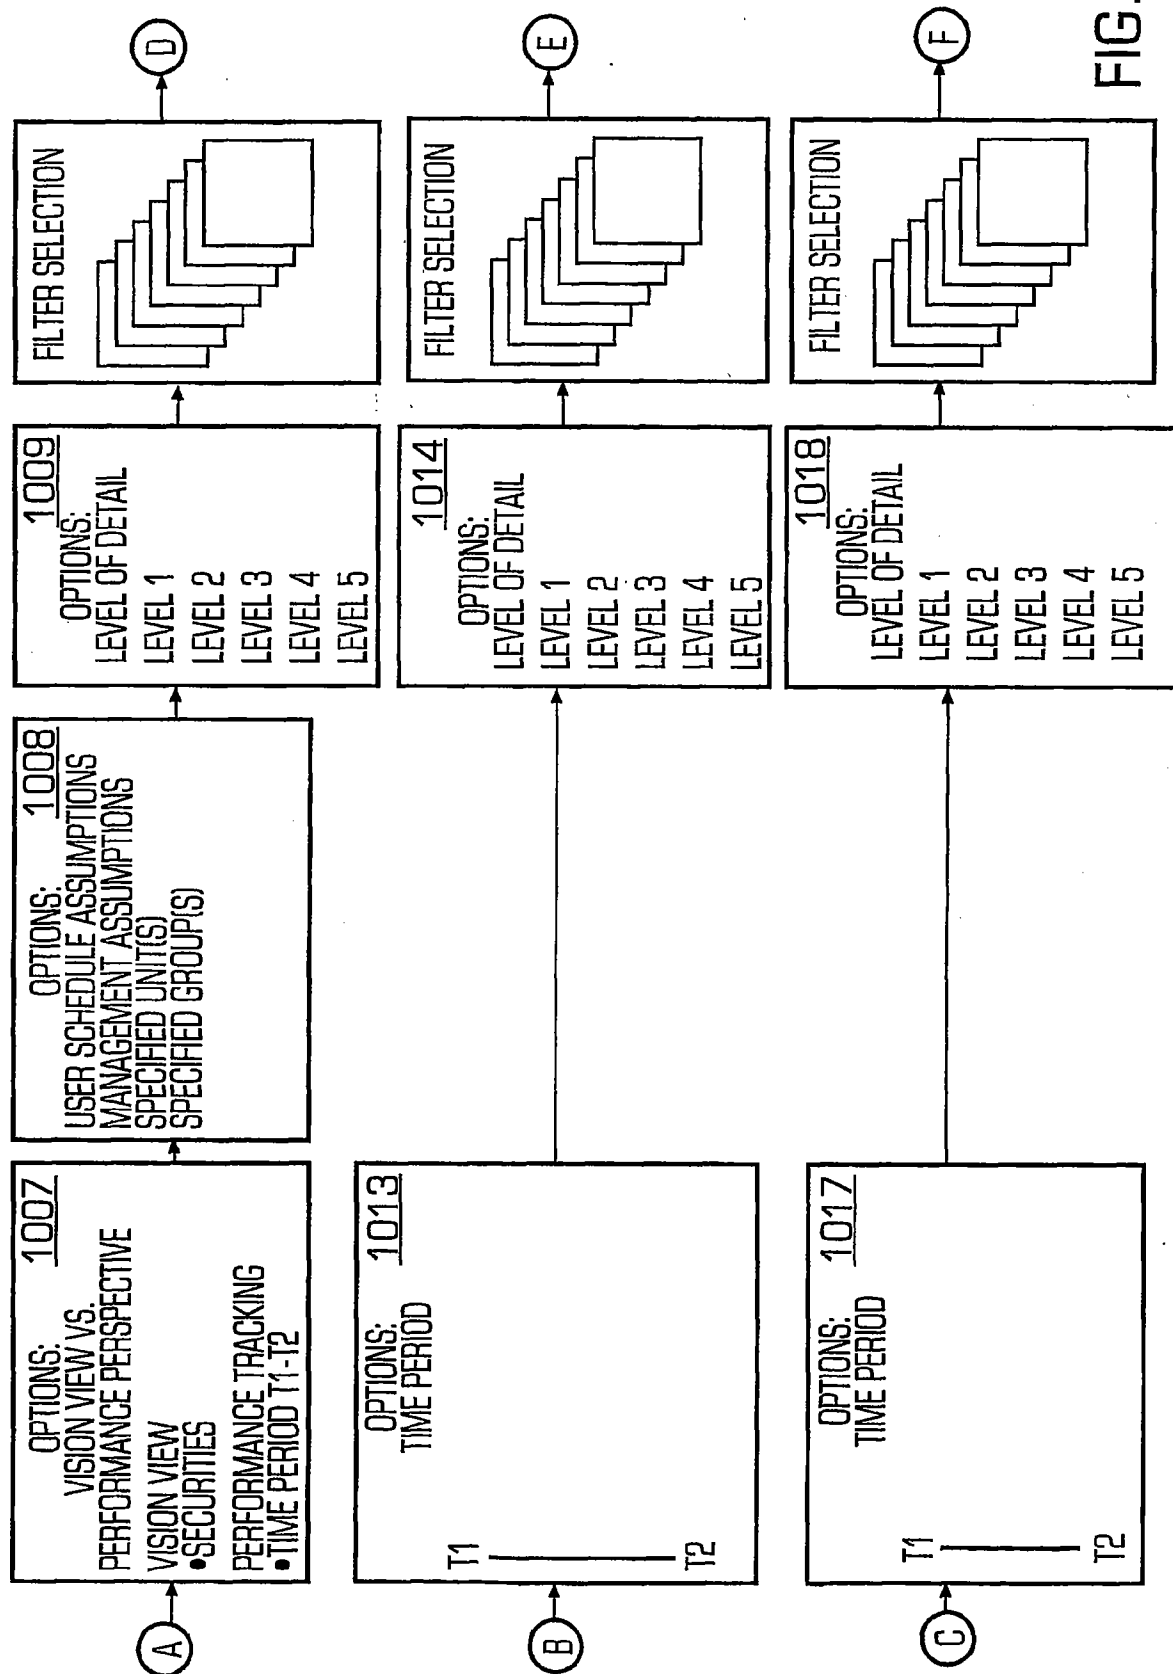 A
OPTIONS: 1007
VISION VIEW VS.
PERFORMANCE PERSPECTIVE
VISION VIEW
•SECURITIES
PERFORMANCE TRACKING
•TIME PERIOD T1-T2
OPTIONS: 1008
USER SCHEDULE ASSUMPTIONS
MANAGEMENT ASSUMPTIONS
SPECIFIED UNIT(S)
SPECIFIED GROUP(S)
1009
OPTIONS:
LEVEL OF DETAIL
LEVEL 1
LEVEL 2
LEVEL 3
LEVEL 4
LEVEL 5
FILTER SELECTION
D
B
OPTIONS: 1013
TIME PERIOD
T1
T2
1014
OPTIONS:
LEVEL OF DETAIL
LEVEL 1
LEVEL 2
LEVEL 3
LEVEL 4
LEVEL 5
FILTER SELECTION
E
C
OPTIONS: 1017
TIME PERIOD
T1
T2
1018
OPTIONS:
LEVEL OF DETAIL
LEVEL 1
LEVEL 2
LEVEL 3
LEVEL 4
LEVEL 5
FILTER SELECTION
F
FIG.